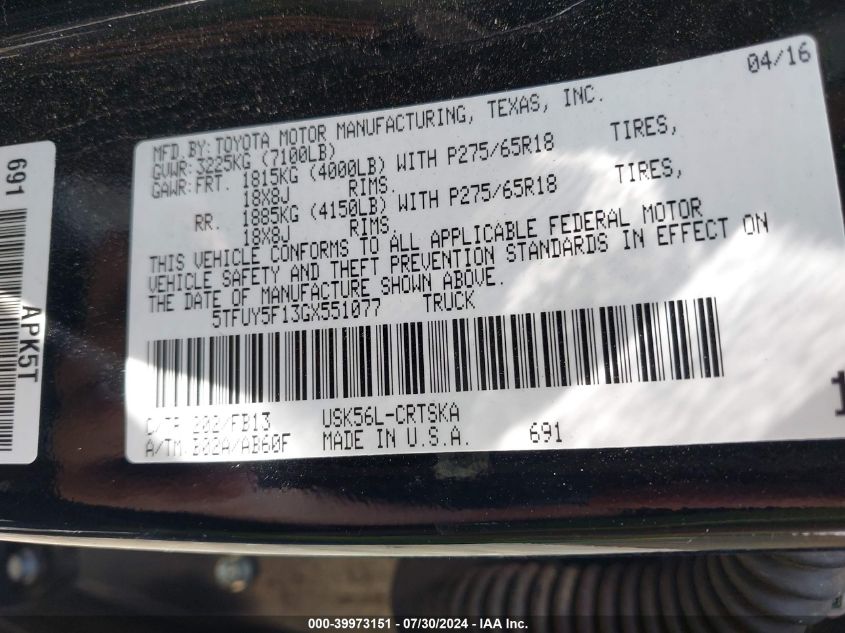 04/16
MFD.BY: TOYOTA MOTOR MANUFACTURING, TEXAS, INC.
GVWR: 3225KG (7100LB)
GAWR: FRT. 1815KG (4000LB) WITH P275/65R18 TIRES,
18X8J RIMS.
RR. 1885KG (4150LB) WITH P275/65R18 TIRES,
18X8J RIMS.
THIS VEHICLE CONFORMS TO ALL APPLICABLE FEDERAL MOTOR
VEHICLE SAFETY AND THEFT PREVENTION STANDARDS IN EFFECT ON
THE DATE OF MANUFACTURE SHOWN ABOVE.
5TFUY5F13GX551077 TRUCK
C/TR 202/FB13 USK56L-CRTSKA
A/TM B02A/AB60F MADE IN U.S.A. 691
691
APK5T
000-39973151 // 07/30/2024 - IAA Inc.